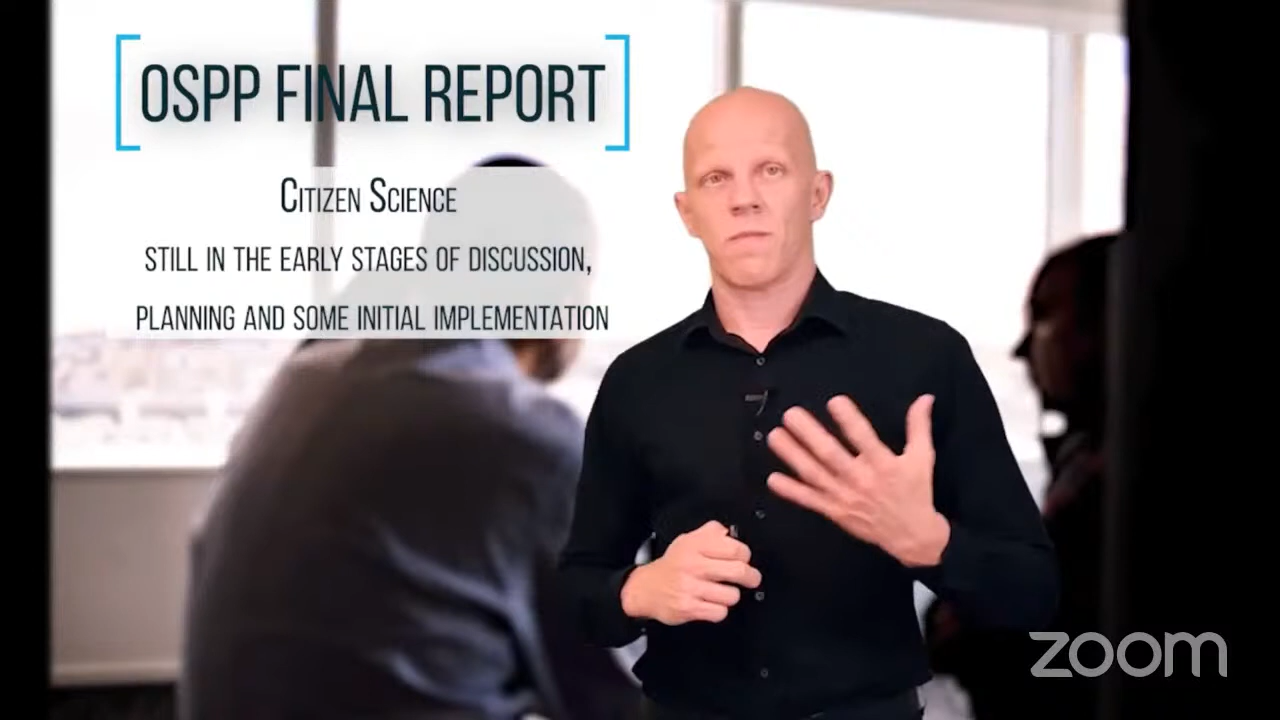 OSPP FINAL REPORT
Citizen Science
still in the early stages of discussion,
planning and some initial implementation
zoom